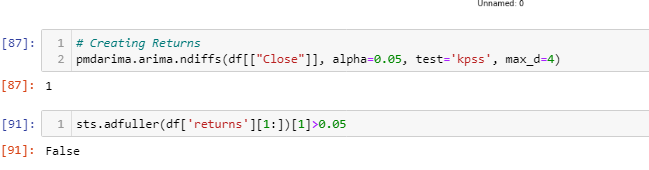 Unnamed: 0
[87]: 1 # Creating Returns
2 pmdarima.arima.ndiffs(df[["Close"]], alpha=0.05, test='kpss', max_d=4)
[87]: 1
[91]: 1 sts.adfuller(df['returns'][1:])[1]>0.05
[91]: False